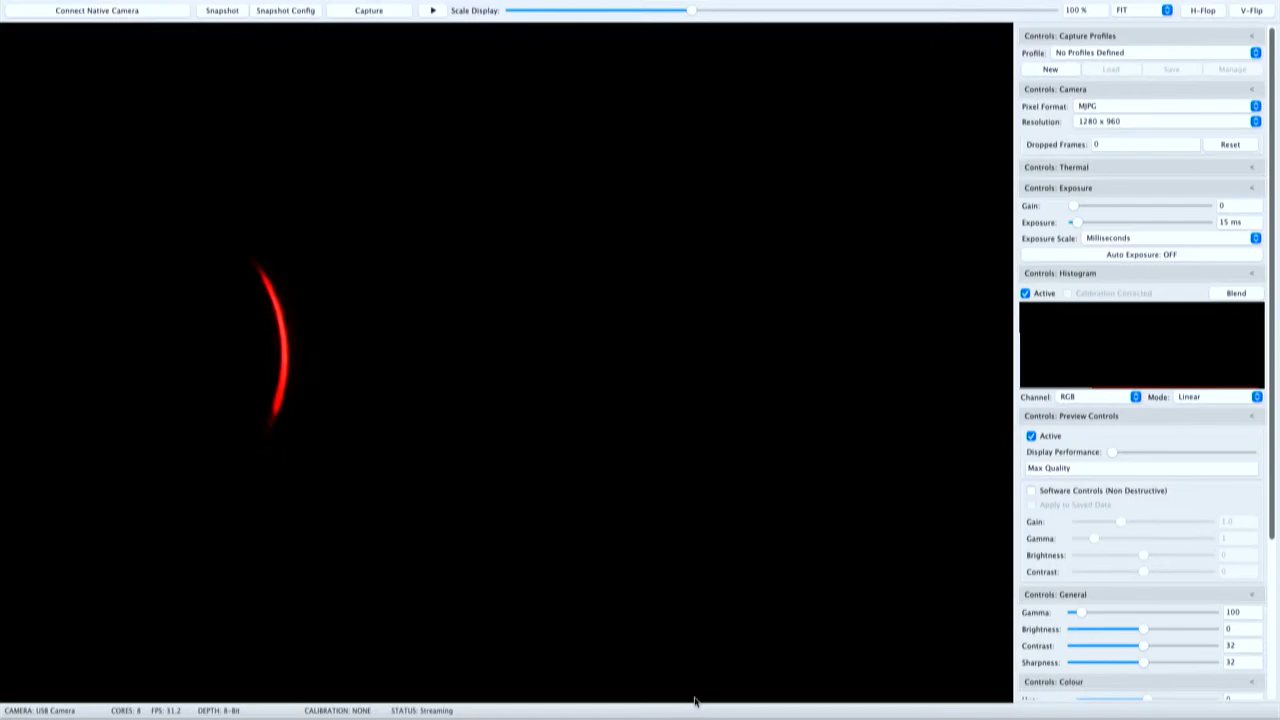 Connect Native Camera Snapshot Snapshot Config Capture Scale Display: 100 % FIT H-Flop V-Flip
Controls: Capture Profiles
Profile: No Profiles Defined
New Load Save Manage
Controls: Camera
Pixel Format: MJPG
Resolution: 1280 x 960
Dropped Frames: 0 Reset
Controls: Thermal
Controls: Exposure
Gain: 0
Exposure: 15 ms
Exposure Scale: Milliseconds
Auto Exposure: OFF
Controls: Histogram
Active Calibration Corrected Blend
Channel: RGB Mode: Linear
Controls: Preview Controls
Active
Display Performance:
Max Quality
Software Controls (Non Destructive)
Apply to Saved Data
Gain: 1.0
Gamma: 1
Brightness: 0
Contrast: 0
Controls: General
Gamma: 100
Brightness: 0
Contrast: 32
Sharpness: 32
Controls: Colour
CAMERA: USB Camera CORES: 8 FPS: 31.2 DEPTH: 8-Bit CALIBRATION: NONE STATUS: Streaming